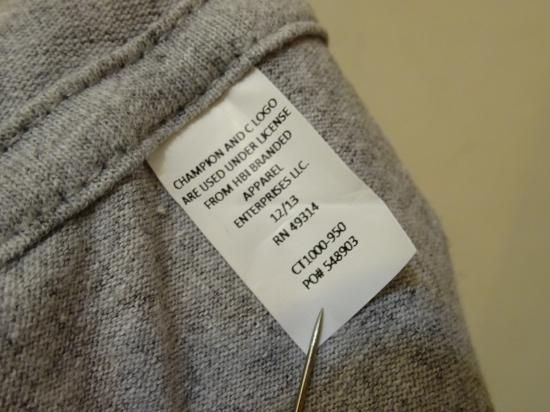 CHAMPION AND C LOGO
ARE USED UNDER LICENSE
FROM HBI BRANDED
APPAREL
ENTERPRISES LLC.
12/13
RN 49314
CT1000-950
PO# 548903